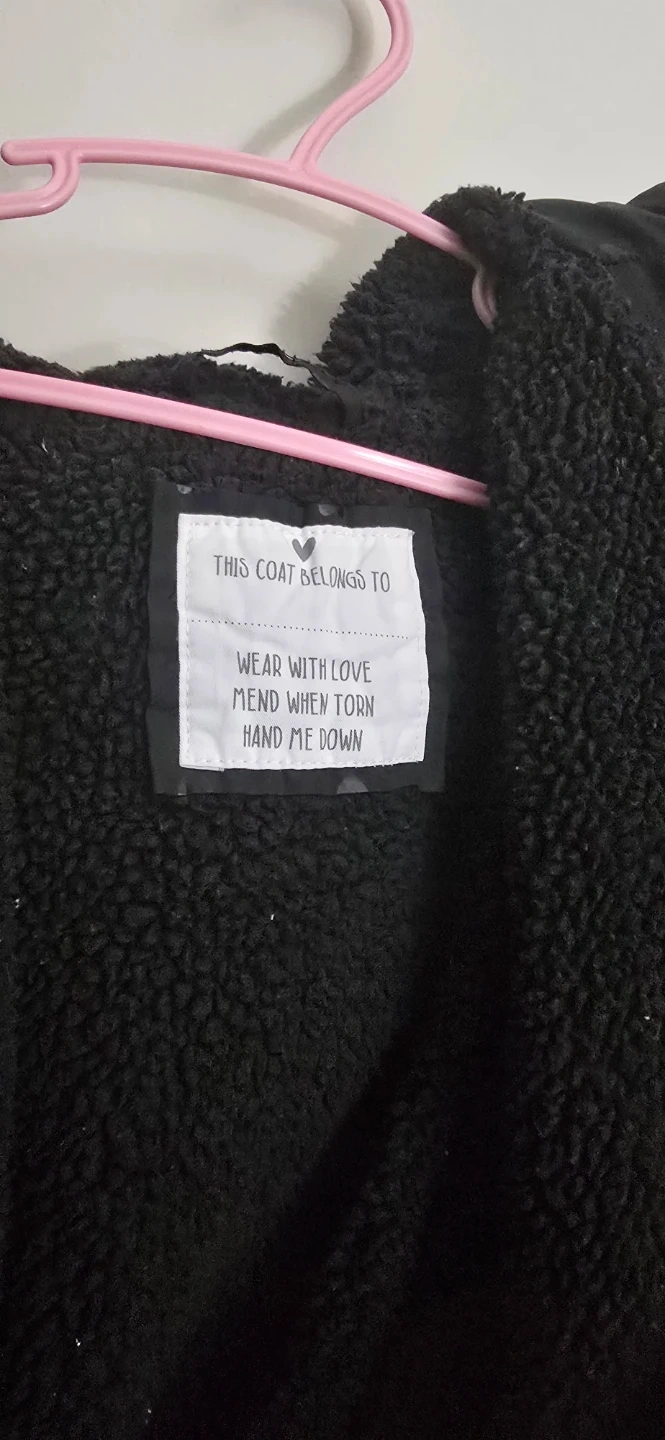 THIS COAT BELONGS TO
WEAR WITH LOVE
MEND WHEN TORN
HAND ME DOWN